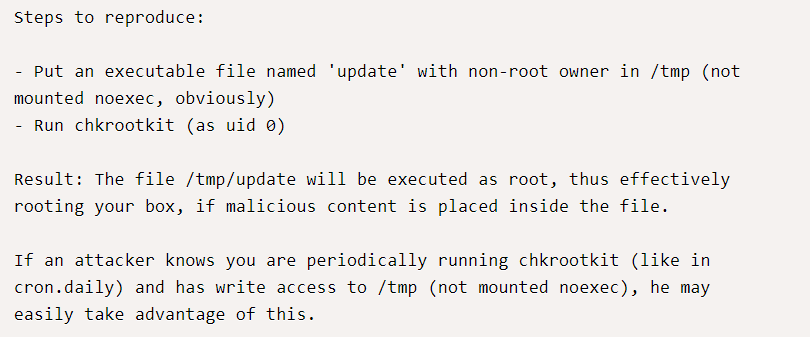 Steps to reproduce:
- Put an executable file named 'update' with non-root owner in /tmp (not
mounted noexec, obviously)
- Run chkrootkit (as uid 0)
Result: The file /tmp/update will be executed as root, thus effectively
rooting your box, if malicious content is placed inside the file.
If an attacker knows you are periodically running chkrootkit (like in
cron.daily) and has write access to /tmp (not mounted noexec), he may
easily take advantage of this.